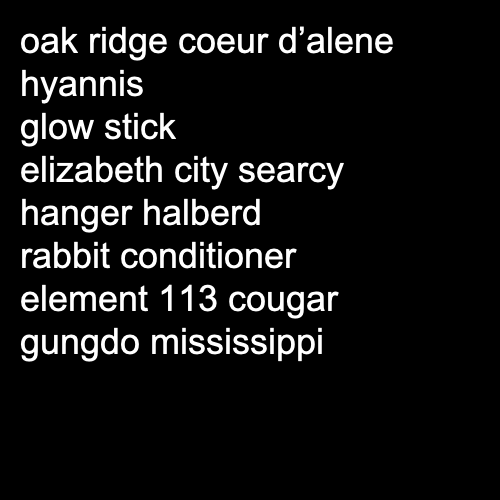 oak ridge coeur d’alene
hyannis
glow stick
elizabeth city searcy
hanger halberd
rabbit conditioner
element 113 cougar
gungdo mississippi